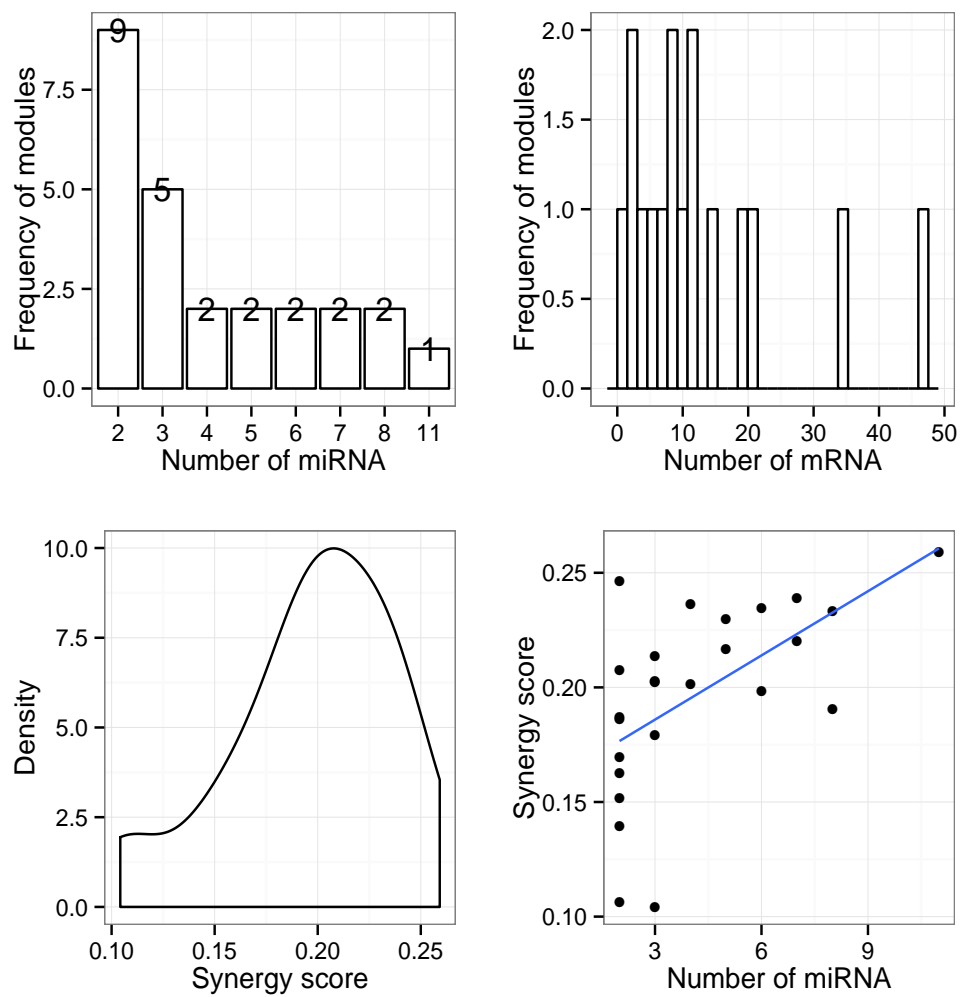 Frequency of modules
7.5
5.0
2.5
0.0
9
5
2
2
2
2
2
1
2 3 4 5 6 7 8 11
Number of miRNA
Frequency of modules
2.0
1.5
1.0
0.5
0.0
0 10 20 30 40 50
Number of mRNA
Density
10.0
7.5
5.0
2.5
0.0
0.10 0.15 0.20 0.25
Synergy score
Synergy score
0.25
0.20
0.15
0.10
3 6 9
Number of miRNA